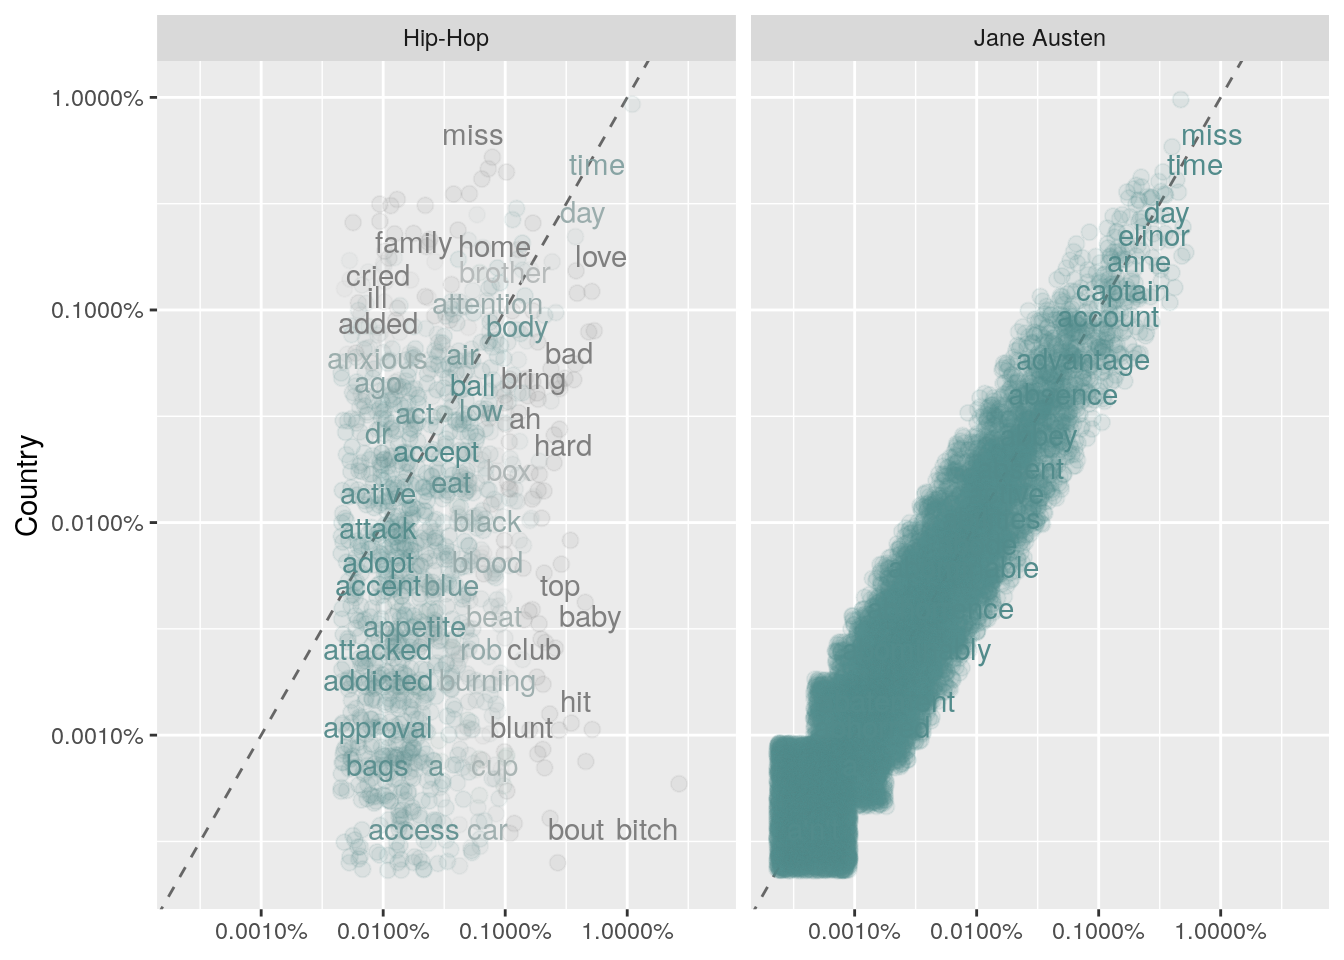 Hip-Hop
Jane Austen
Country
1.0000%
0.1000%
0.0100%
0.0010%
miss
time
day
family
home
love
cried
brother
ill
attention
added
body
anxious
air
bad
ago
ball
bring
act
low
ah
dr
accept
hard
box
active
eat
attack
black
adopt
blood
accent
blue
top
appetite
beat
baby
attacked
rob
club
addicted
burning
hit
approval
blunt
bags
a
cup
access
car
bout
bitch
miss
time
day
elinor
anne
captain
account
advantage
absence
0.0010%
0.0100%
0.1000%
1.0000%
0.0010%
0.0100%
0.1000%
1.0000%